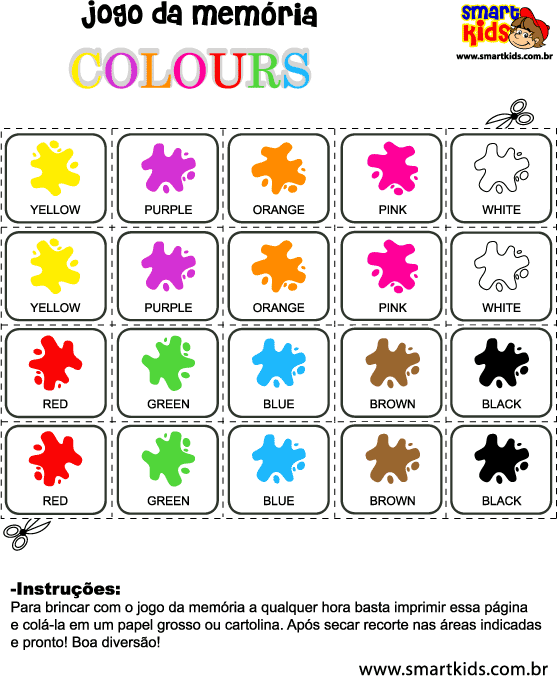 jogo da memória
SMART
KIDS
www.smartkids.com.br
COLOURS
YELLOW PURPLE ORANGE PINK WHITE
YELLOW PURPLE ORANGE PINK WHITE
RED GREEN BLUE BROWN BLACK
RED GREEN BLUE BROWN BLACK
-Instruções:
Para brincar com o jogo da memória a qualquer hora basta imprimir essa página
e colá-la em um papel grosso ou cartolina. Após secar recorte nas áreas indicadas
e pronto! Boa diversão!
www.smartkids.com.br